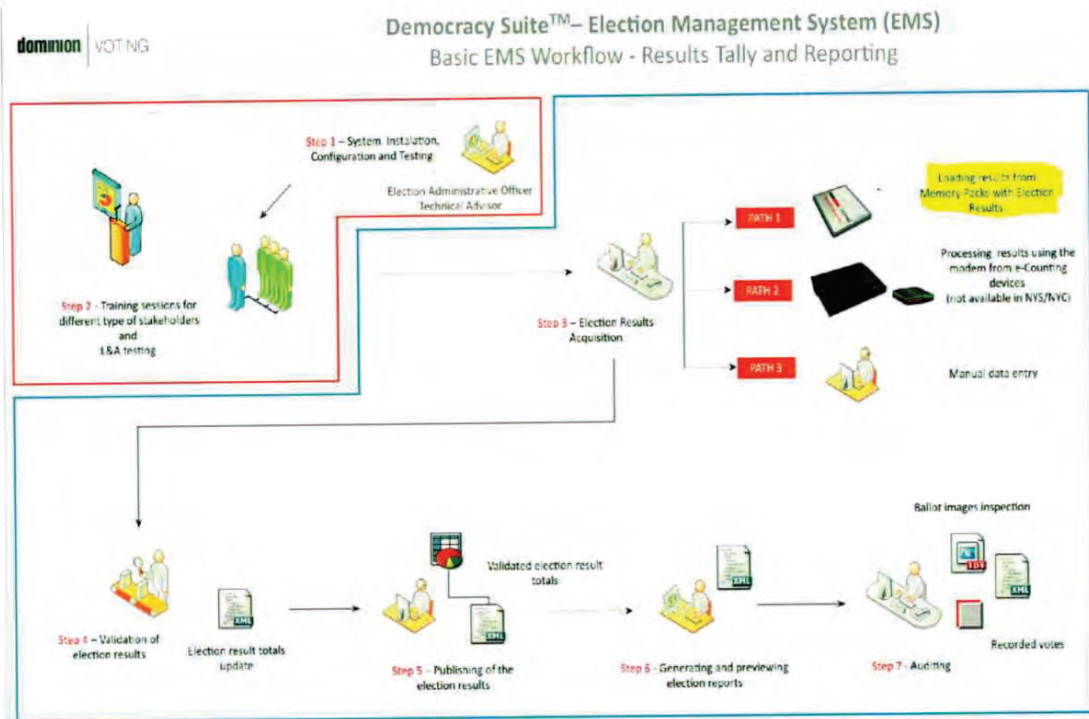 Democracy Suite™– Election Management System (EMS)
dominion VOTING
Basic EMS Workflow - Results Tally and Reporting
Step 1 – System Instalation,
Configuration and Testing
Election Administrative Officer
Technical Advisor
Step 2 - Training sessions for
different type of stakeholders
and
L&A testing
Step 3 – Election Results
Acquisition
PATH 1
Loading results from
Memory Packs with Election
Results
PATH 2
Processing results using the
modem from e-Counting
devices
(not available in NYS/NYC)
PATH 3
Manual data entry
Step 4 – Validation of
election results
XML
Election result totals
update
XML
Step 5 – Publishing of the
election results
Validated election result
totals
XML
Step 6 - Generating and previewing
election reports
Ballot images inspection
XML
Recorded votes
Step 7 - Auditing